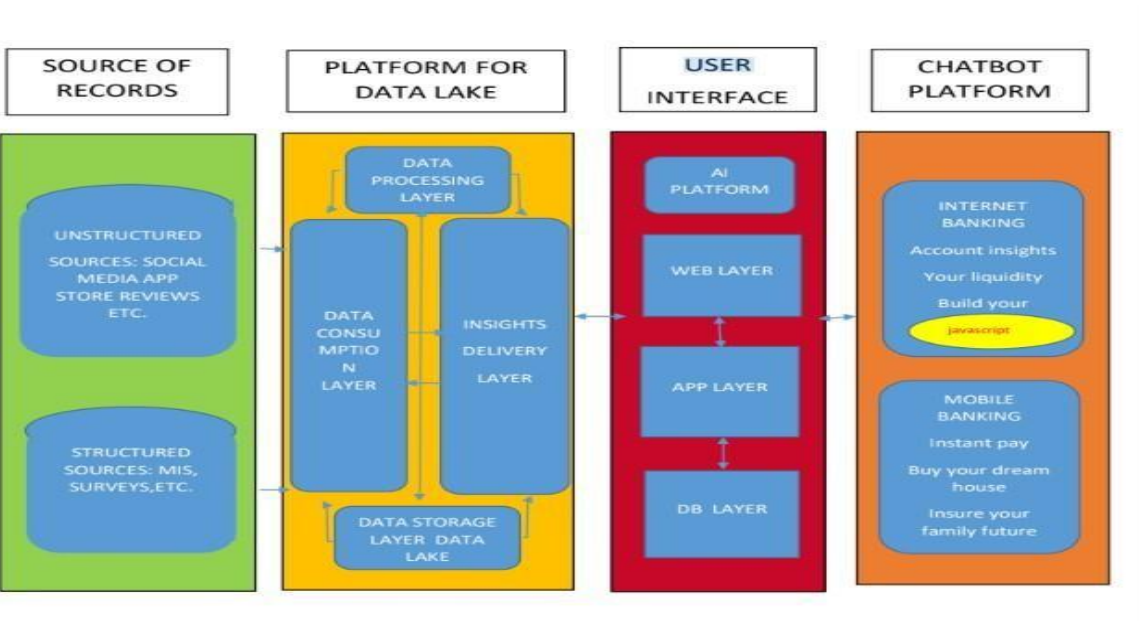 SOURCE OF
RECORDS
PLATFORM FOR
DATA LAKE
USER
INTERFACE
CHATBOT
PLATFORM
UNSTRUCTURED
SOURCES: SOCIAL
MEDIA APP
STORE REVIEWS
ETC.
STRUCTURED
SOURCES: MIS,
SURVEYS,ETC.
DATA
PROCESSING
LAYER
DATA
CONSU
MPTIO
N
LAYER
INSIGHTS
DELIVERY
LAYER
DATA STORAGE
LAYER DATA
LAKE
AI
PLATFORM
WEB LAYER
APP LAYER
DB LAYER
INTERNET
BANKING
Account insights
Your liquidity
Build your
javascript
MOBILE
BANKING
Instant pay
Buy your dream
house
Insure your
family future